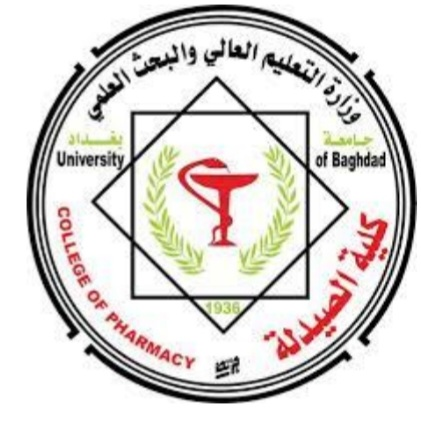 وزارة التعليم العالي والبحث العلمي
جامعة بغداد
University of Baghdad
1936
COLLEGE OF PHARMACY
كلية الصيدلة